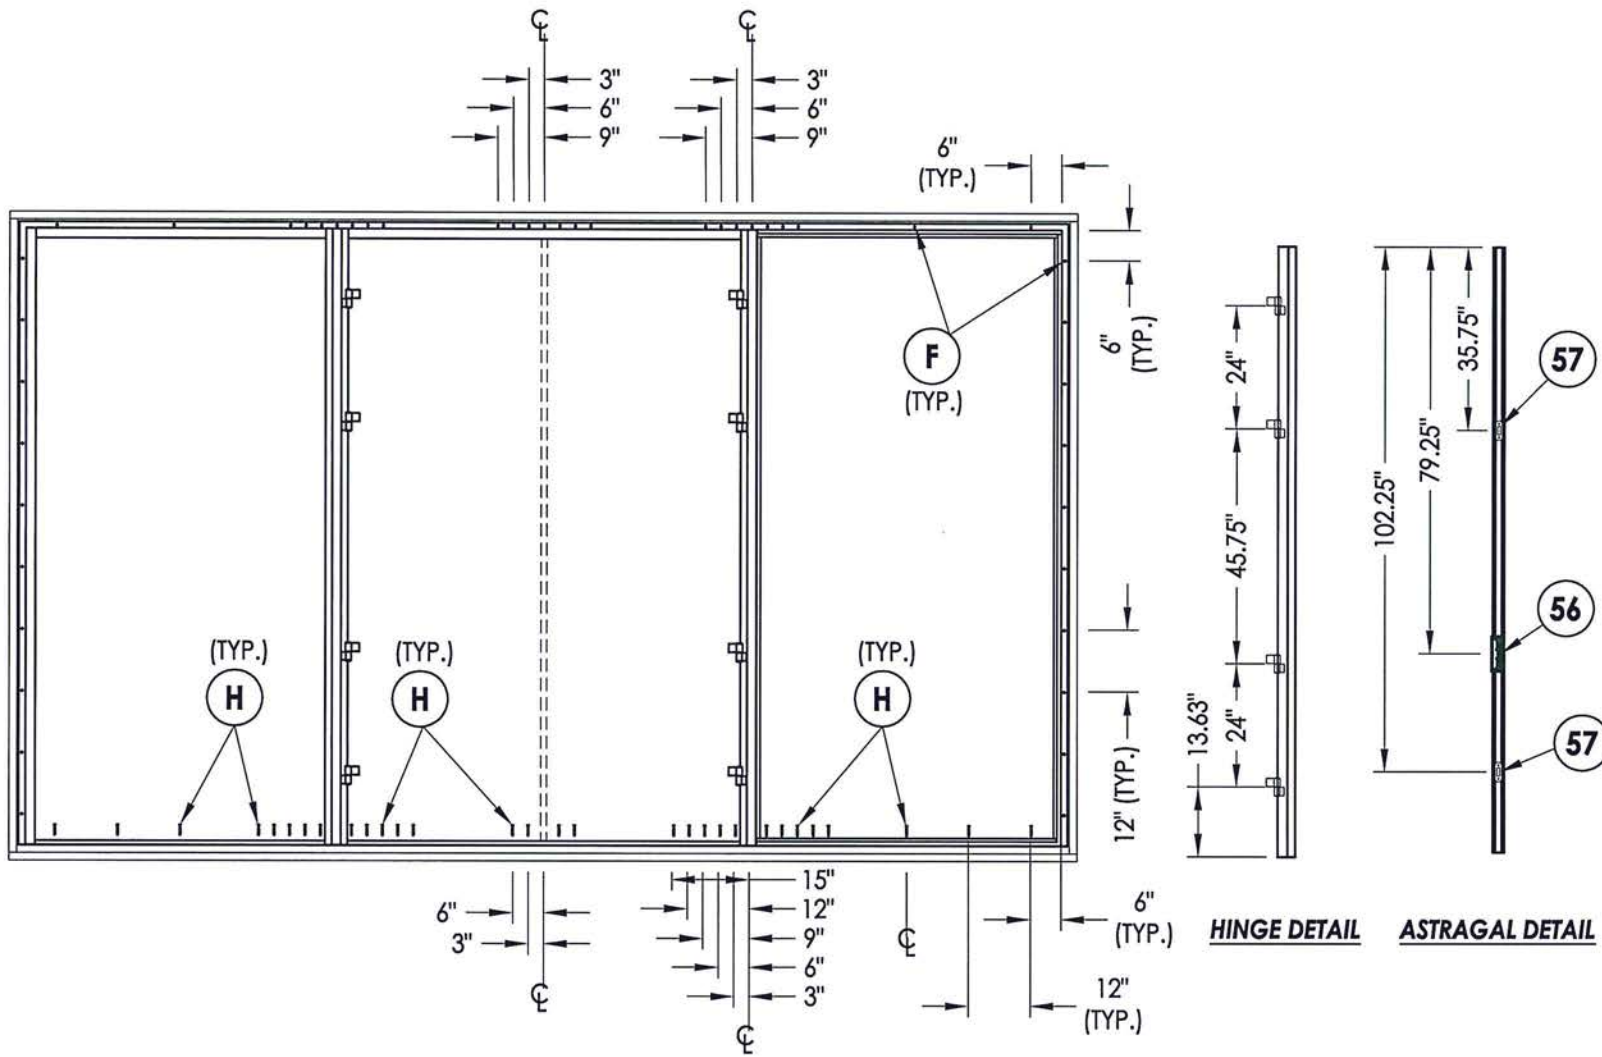 ℄
℄
3"
6"
9"
3"
6"
9"
6"
(TYP.)
6"
(TYP.)
F
(TYP.)
(TYP.)
H
(TYP.)
H
(TYP.)
H
12" (TYP.)
6"
3"
℄
15"
12"
9"
6"
3"
℄
℄
6"
(TYP.)
12"
(TYP.)
24"
45.75"
24"
13.63"
HINGE DETAIL
102.25"
79.25"
35.75"
57
56
57
ASTRAGAL DETAIL